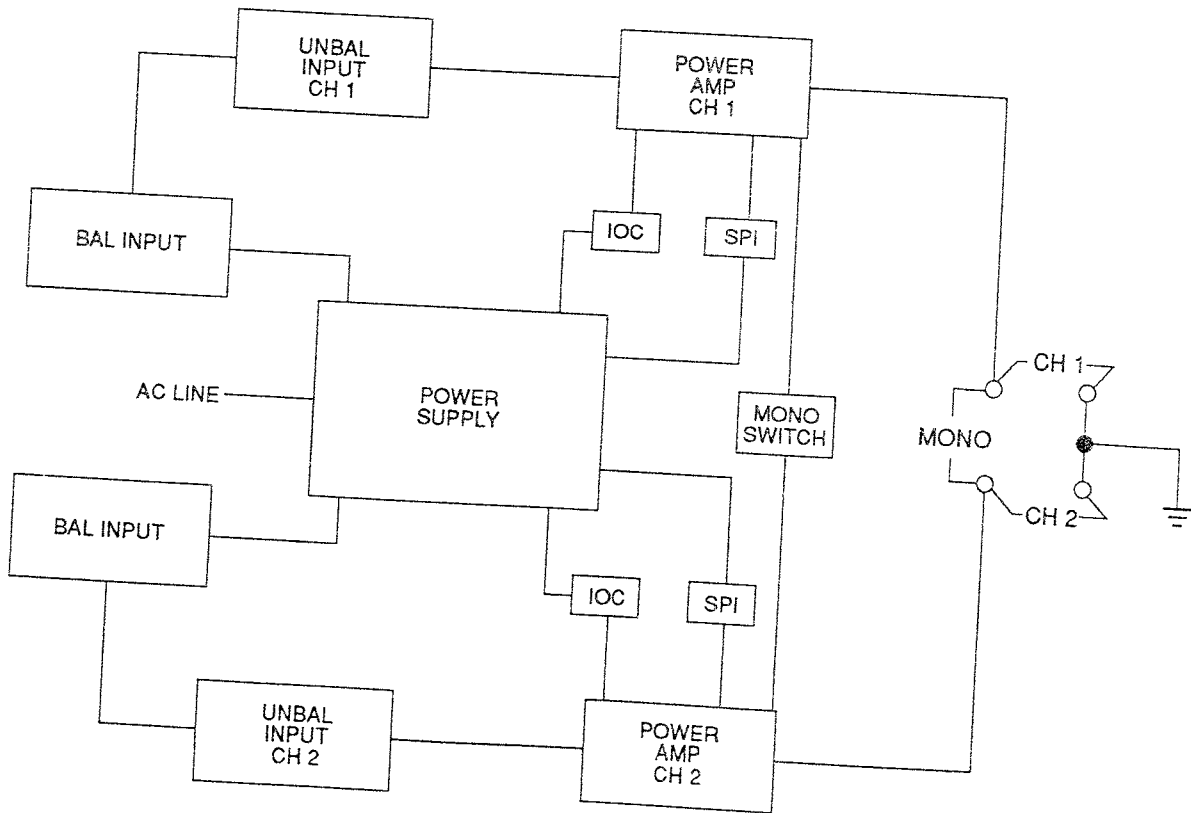 UNBAL
INPUT
CH 1
POWER
AMP
CH 1
BAL INPUT
IOC
SPI
AC LINE
POWER
SUPPLY
MONO
SWITCH
CH 1
MONO
CH 2
BAL INPUT
IOC
SPI
UNBAL
INPUT
CH 2
POWER
AMP
CH 2